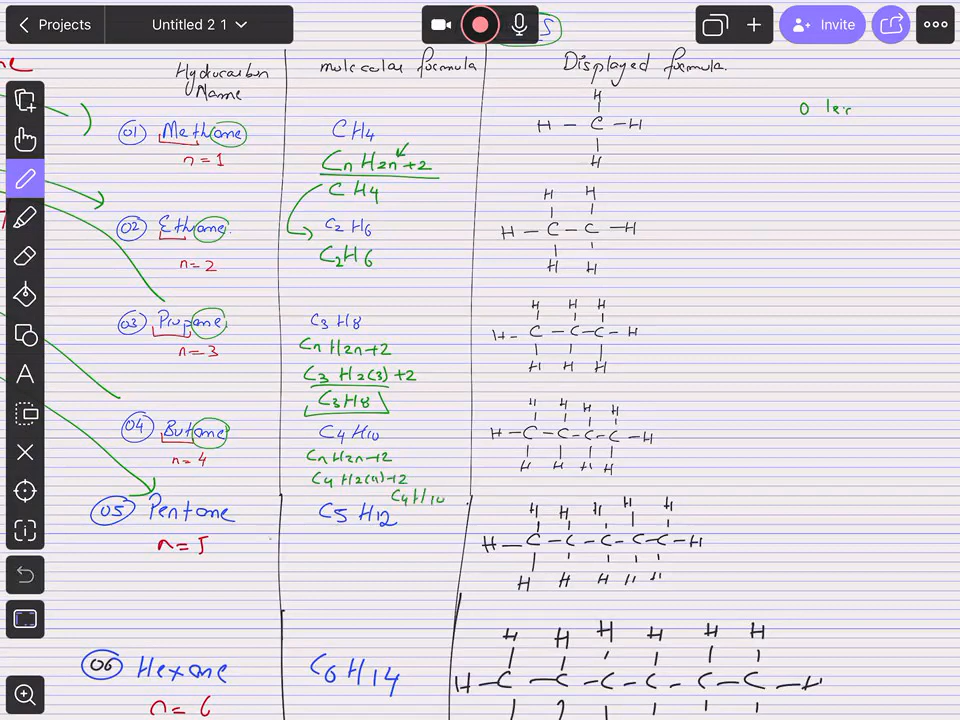 Projects
Untitled 2 1
Invite
Hydrocarbon Name
molecular formula
Displayed formula.
01 Methane
n = 1
CH4
CnH2n+2
CH4
H
H - C - H
H
02 Ethane.
n = 2
C2H6
C2H6
H H
H - C - C - H
H H
03 Propane
n = 3
C3H8
CnH2n+2
C3H2(3)+2
C3H8
H H H
H - C - C - C - H
H H H
04 Butane
n = 4
C4H10
CnH2n+2
C4H2(4)+2
C4H10
H H H H
H - C - C - C - C - H
H H H H
05 Pentane
n = 5
C5H12
H H H H H
H - C - C - C - C - C - H
H H H H H
06 Hexane
n = 6
C6H14
H H H H H H
H - C - C - C - C - C - C - H